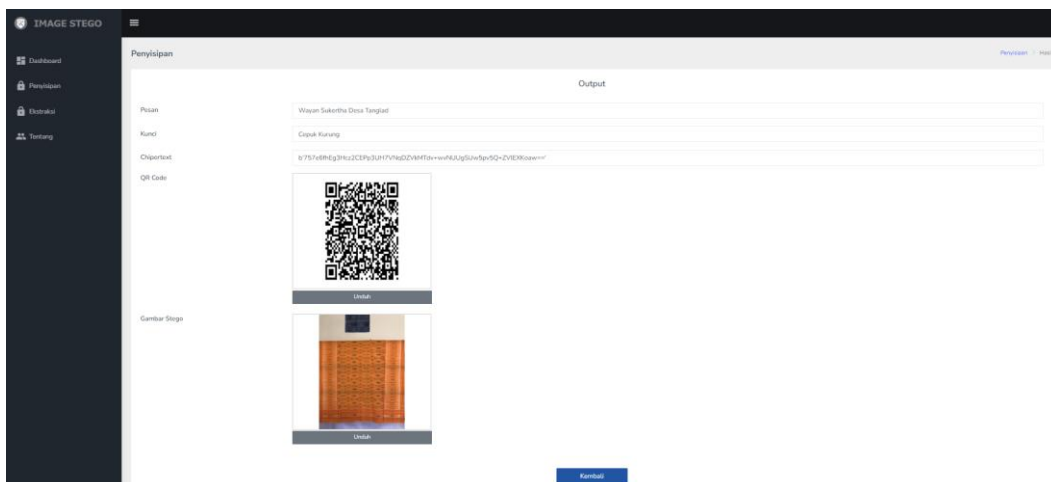 IMAGE STEGO
Dashboard
Penyisipan
Ekstraksi
Tentang
Penyisipan
Penyisipan
Output
Pesan
Wayan Sukertha Desa Tanglad
Kunci
Cepuk Kurung
Chipertext
QR Code
Unduh
Gambar Stego
Unduh
Kembali